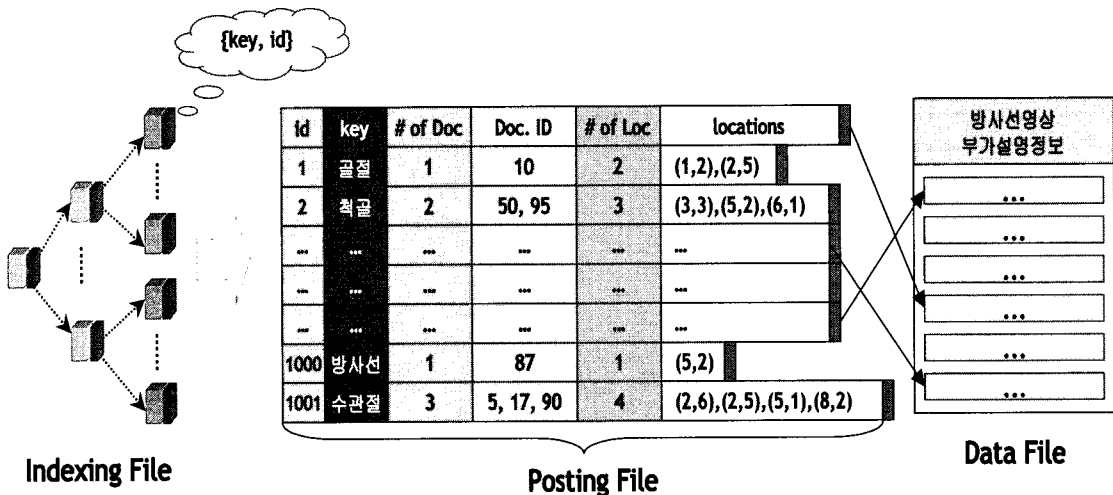 {key, id}
id key # of Doc Doc. ID # of Loc locations
1 골절 1 10 2 (1,2),(2,5)
2 척골 2 50, 95 3 (3,3),(5,2),(6,1)
... ... ... ... ... ...
... ... ... ... ... ...
... ... ... ... ... ...
1000 방사선 1 87 1 (5,2)
1001 수관절 3 5, 17, 90 4 (2,6),(2,5),(5,1),(8,2)
방사선영상
부가설명정보
...
...
...
...
...
...
Indexing File
Posting File
Data File